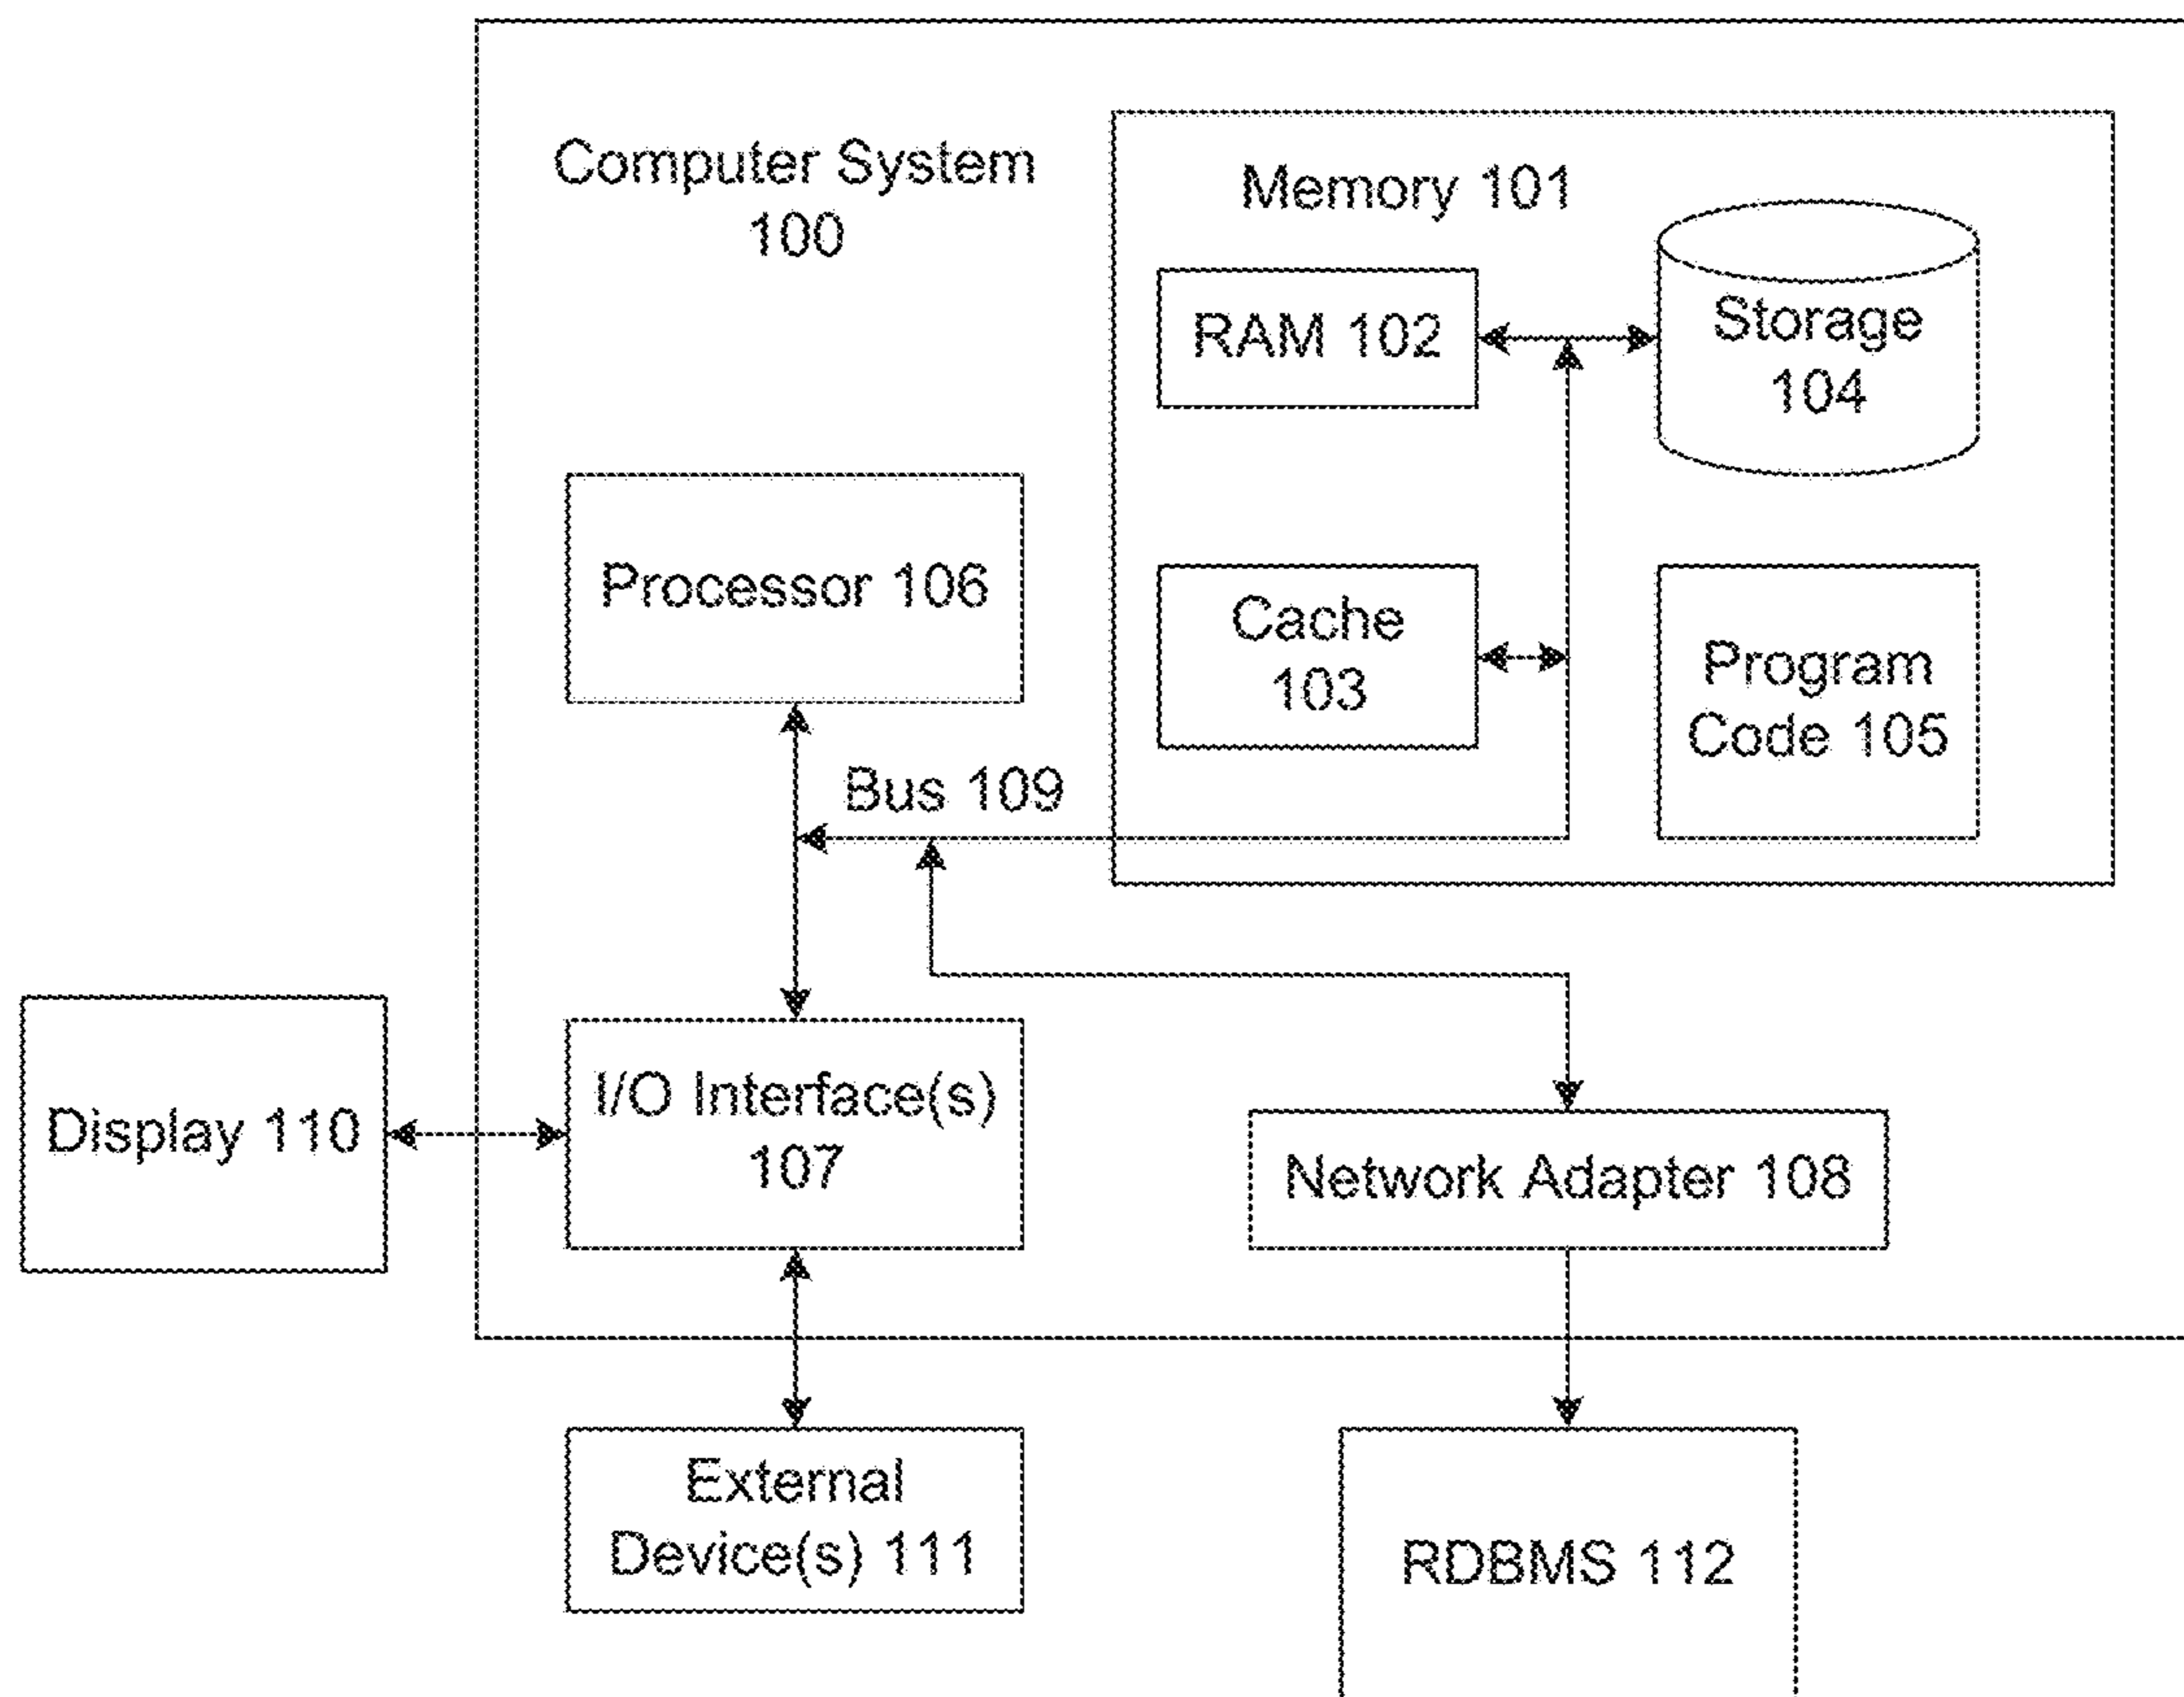 Computer System
100
Memory 101
RAM 102
Storage
104
Processor 106
Cache
103
Program
Code 105
Bus 109
Display 110
I/O Interface(s)
107
Network Adapter 108
External
Device(s) 111
RDBMS 112